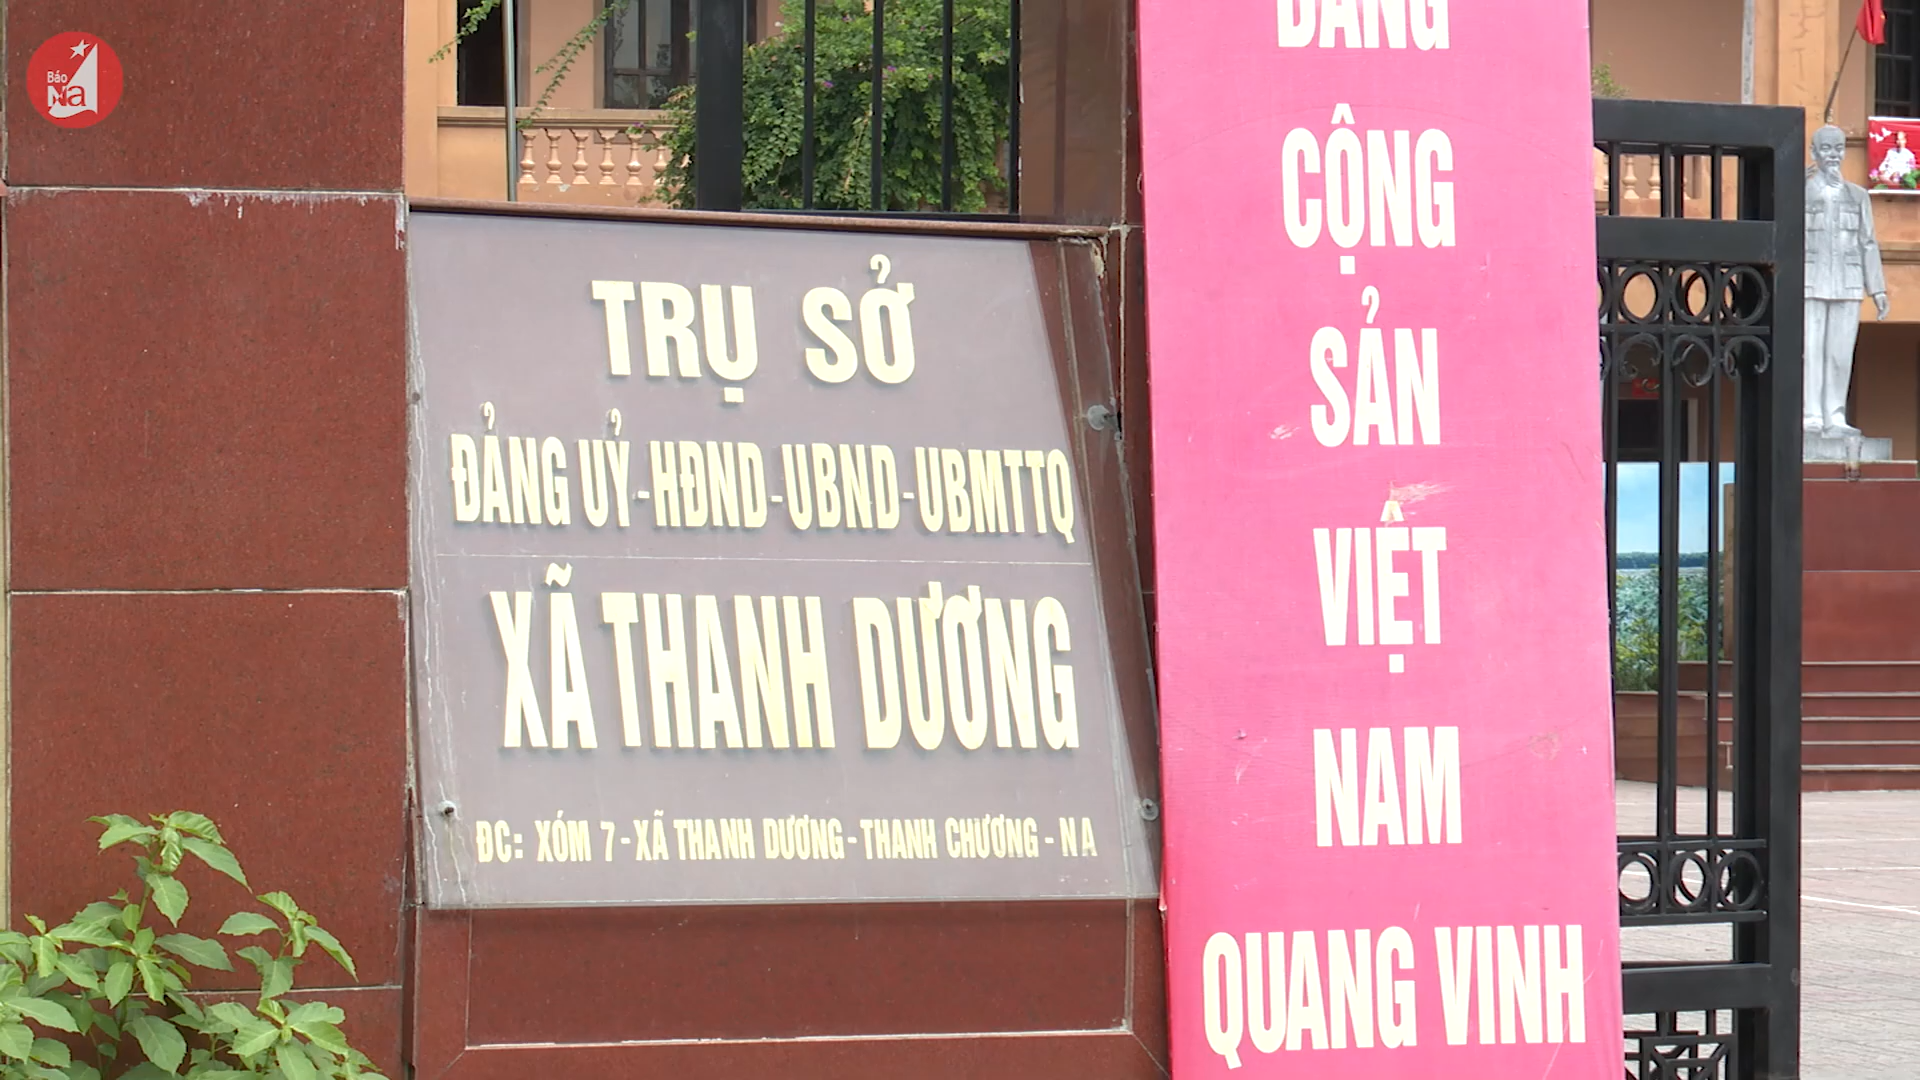 Báo
Na
TRỤ SỞ
ĐẢNG UỶ-HĐND-UBND-UBMTTQ
XÃ THANH DƯƠNG
ĐC: XÓM 7-XÃ THANH DƯƠNG-THANH CHƯƠNG-NA
ĐẢNG
CỘNG
SẢN
VIỆT
NAM
QUANG VINH